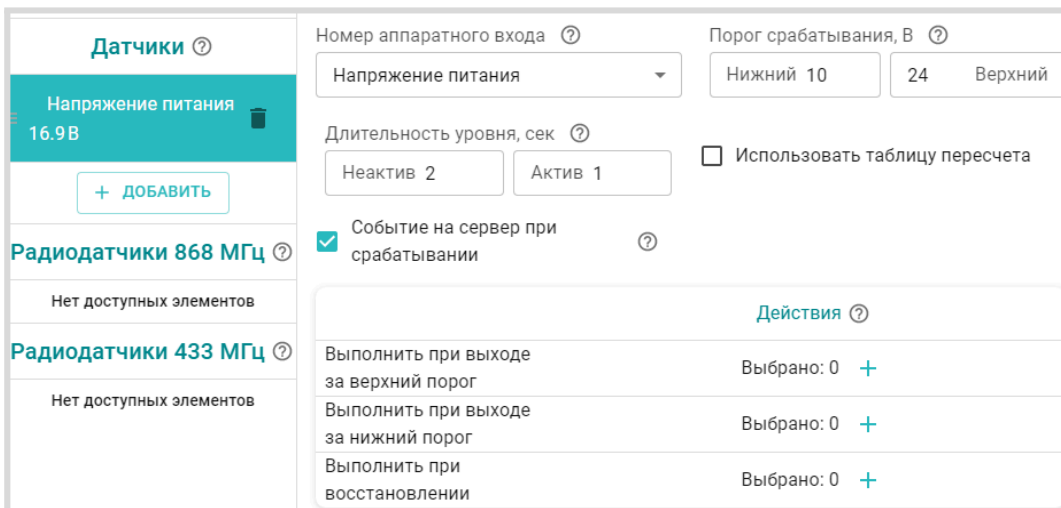 Датчики
Напряжение питания
16.9 В
+ ДОБАВИТЬ
Радиодатчики 868 МГц
Нет доступных элементов
Радиодатчики 433 МГц
Нет доступных элементов
Номер аппаратного входа
Напряжение питания
Порог срабатывания, В
Нижний 10
24 Верхний
Длительность уровня, сек
Неактив 2
Актив 1
Использовать таблицу пересчета
Событие на сервер при
срабатывании
Действия
Выполнить при выходе
за верхний порог
Выбрано: 0 +
Выполнить при выходе
за нижний порог
Выбрано: 0 +
Выполнить при
восстановлении
Выбрано: 0 +